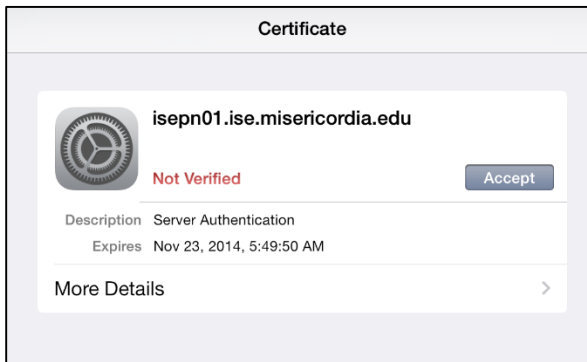 Certificate
isepn01.ise.misericordia.edu
Not Verified
Accept
Description Server Authentication
Expires Nov 23, 2014, 5:49:50 AM
More Details